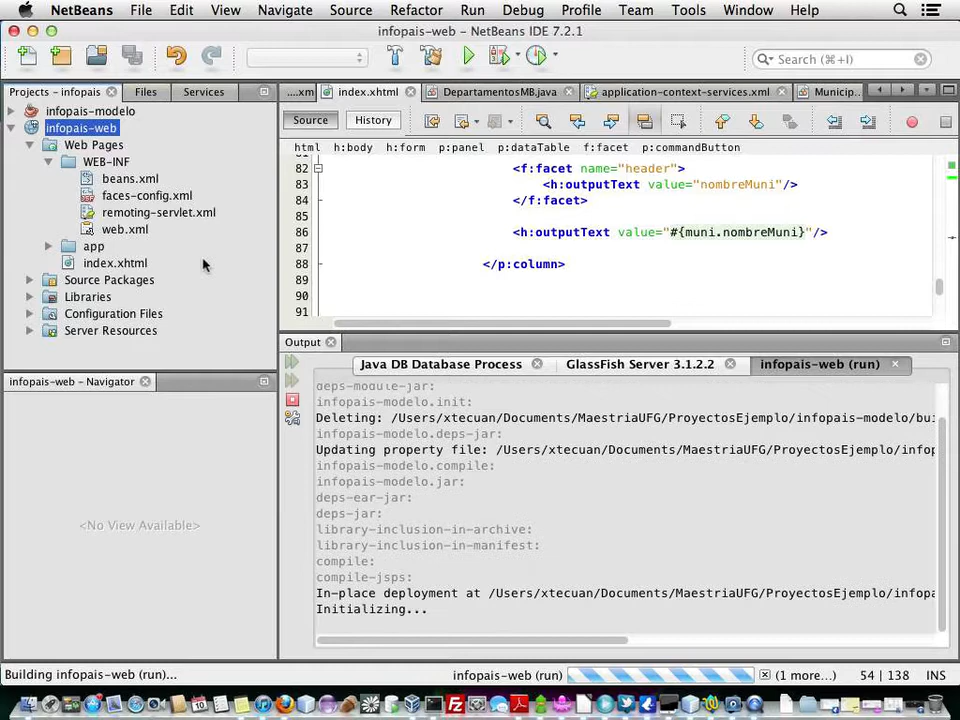 NetBeans File Edit View Navigate Source Refactor Run Debug Profile Team Tools Window Help
infopais-web - NetBeans IDE 7.2.1
Search (⌘+I)
Projects - infopais Files Services
...xm index.xhtml DepartamentosMB.java application-context-services.xml Municip..
infopais-modelo
infopais-web
Web Pages
WEB-INF
beans.xml
faces-config.xml
remoting-servlet.xml
web.xml
app
index.xhtml
Source Packages
Libraries
Configuration Files
Server Resources
Source History
html h:body h:form p:panel p:dataTable f:facet p:commandButton
82 <f:facet name="header">
83 <h:outputText value="nombreMuni"/>
84 </f:facet>
85
86 <h:outputText value="#{muni.nombreMuni}"/>
87
88 </p:column>
89
90
91
Output
Java DB Database Process GlassFish Server 3.1.2.2 infopais-web (run)
deps-module-jar:
infopais-modelo.init:
Deleting: /Users/xtecuan/Documents/MaestriaUFG/ProyectosEjemplo/infopais-modelo/bui
infopais-modelo.deps-jar:
Updating property file: /Users/xtecuan/Documents/MaestriaUFG/ProyectosEjemplo/infop
infopais-modelo.compile:
infopais-modelo.jar:
deps-ear-jar:
deps-jar:
library-inclusion-in-archive:
library-inclusion-in-manifest:
compile:
compile-jsps:
In-place deployment at /Users/xtecuan/Documents/MaestriaUFG/ProyectosEjemplo/infopa
Initializing...
infopais-web - Navigator
<No View Available>
Building infopais-web (run)... infopais-web (run) (1 more...) 54 | 138 INS